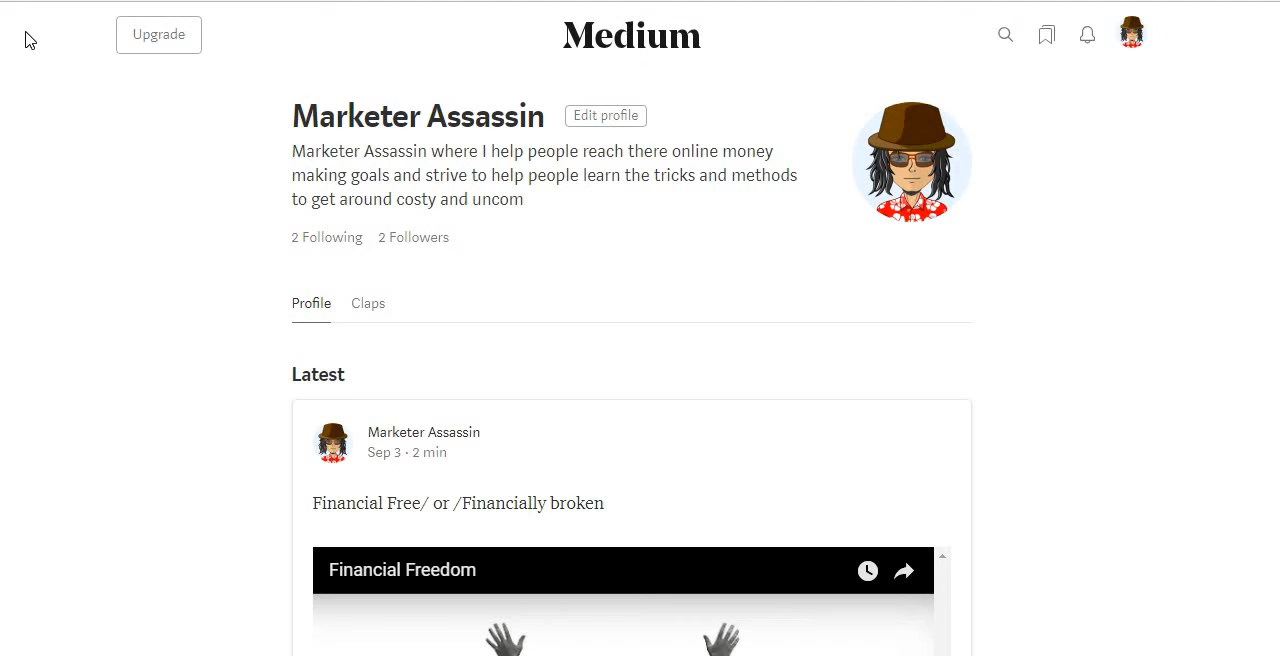 Upgrade
Medium
Marketer Assassin
Edit profile
Marketer Assassin where I help people reach there online money
making goals and strive to help people learn the tricks and methods
to get around costy and uncom
2 Following 2 Followers
Profile Claps
Latest
Marketer Assassin
Sep 3 · 2 min
Financial Free/ or /Financially broken
Financial Freedom